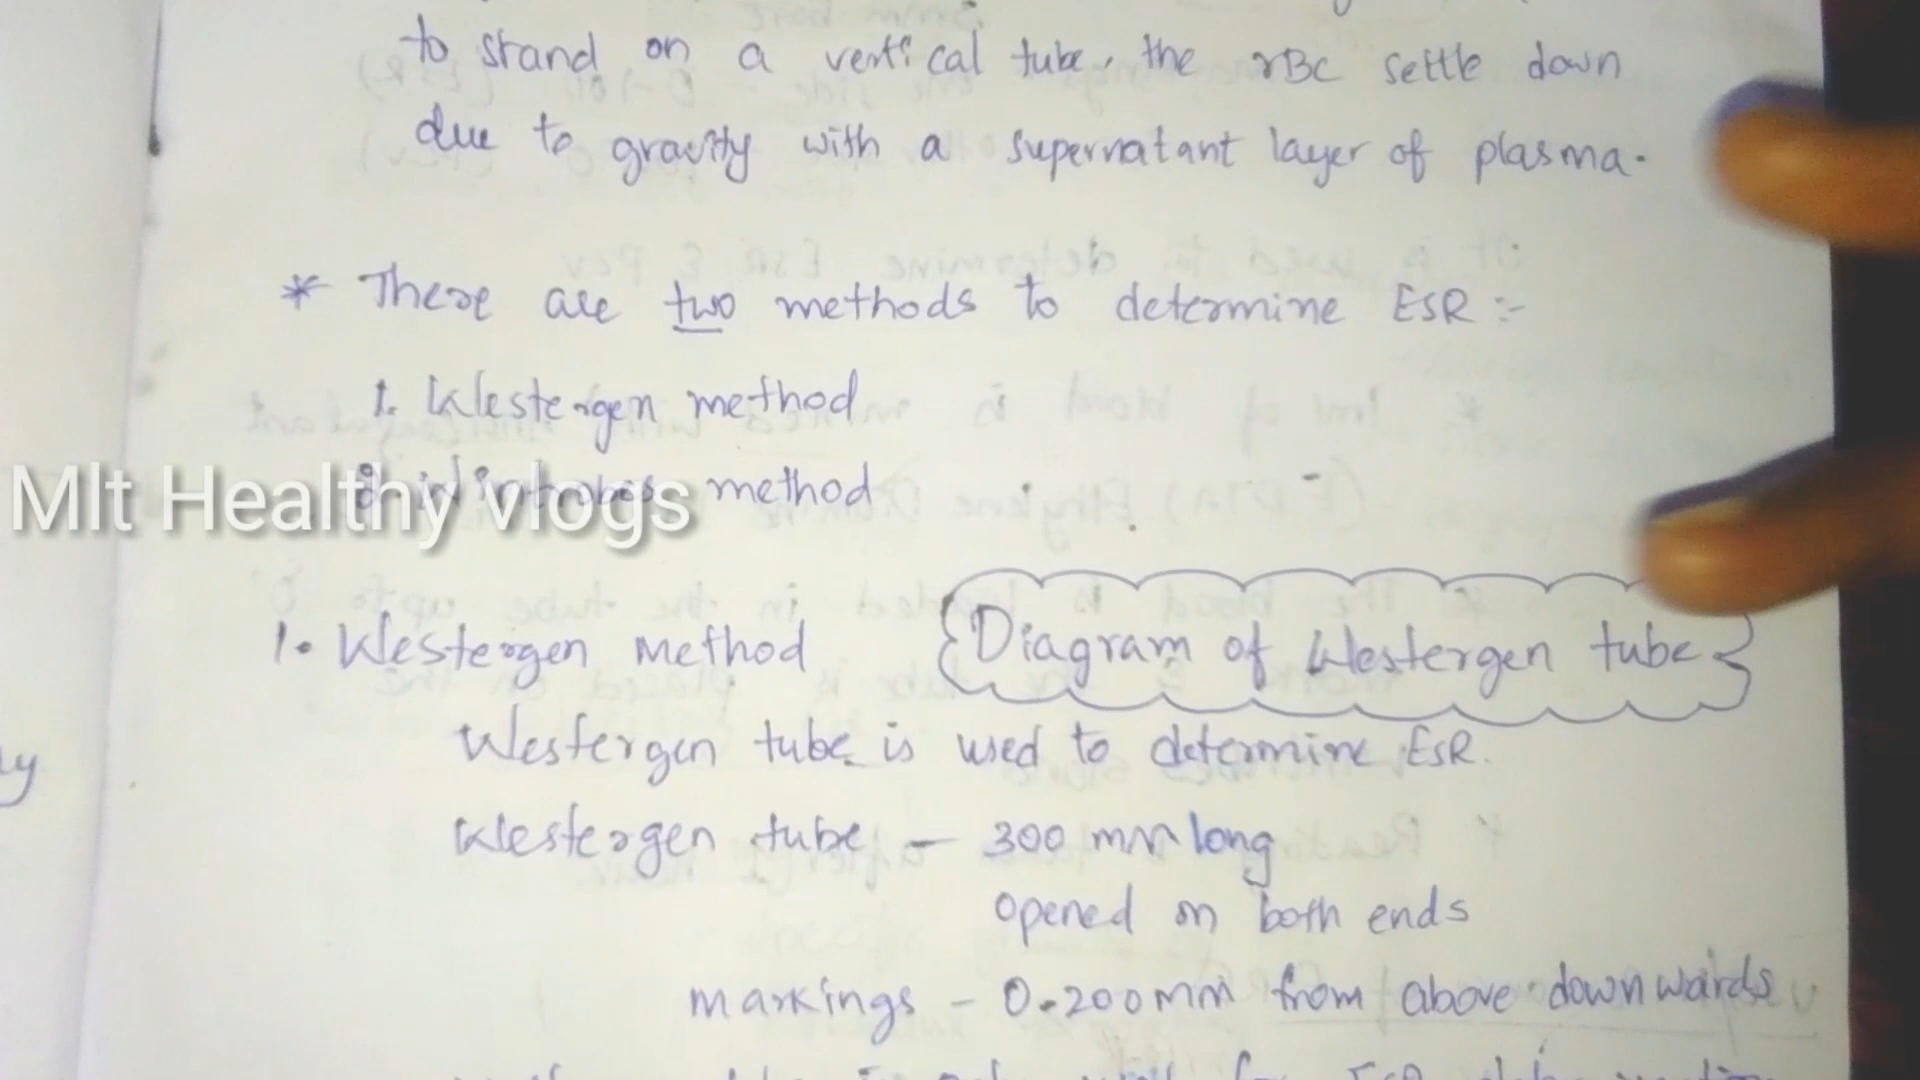 to stand on a vertical tube, the rBC settle down
due to gravity with a supernatant layer of plasma.
* There are two methods to determine ESR :-
1. Westergen method
2. Wintrobes method
Mlt Healthy vlogs
1. Westergen method {Diagram of Westergen tube}
Westergen tube is used to determine ESR.
Westergen tube – 300 mm long
opened on both ends
markings – 0-200mm from above downwards